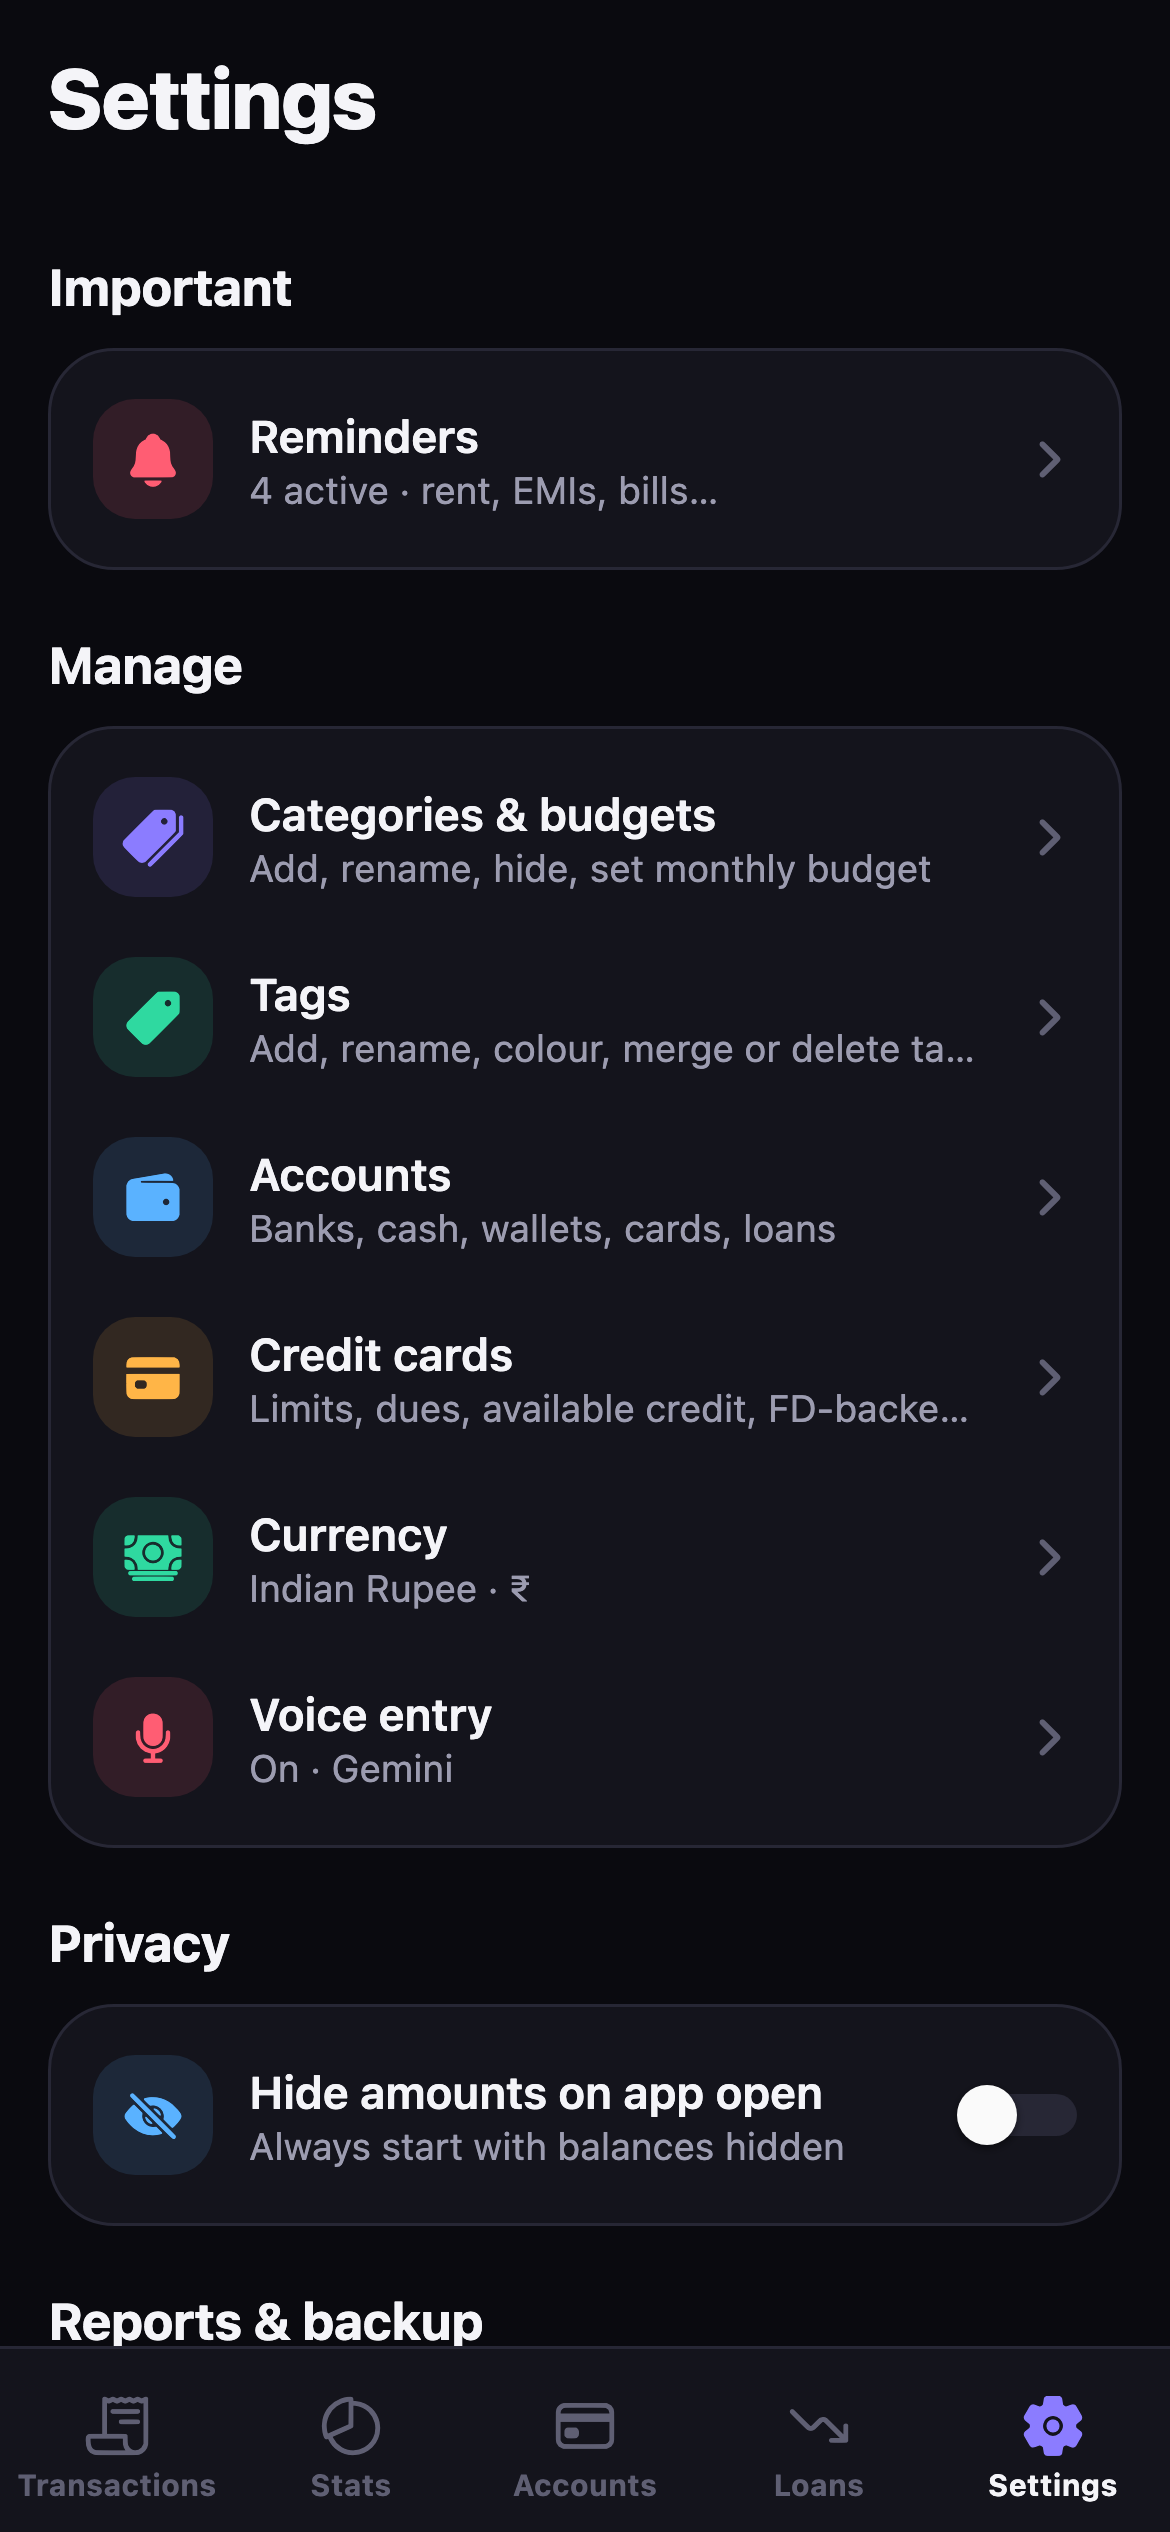 Settings
Important
Reminders
4 active · rent, EMIs, bills...
Manage
Categories & budgets
Add, rename, hide, set monthly budget
Tags
Add, rename, colour, merge or delete ta...
Accounts
Banks, cash, wallets, cards, loans
Credit cards
Limits, dues, available credit, FD-backe...
Currency
Indian Rupee · ₹
Voice entry
On · Gemini
Privacy
Hide amounts on app open
Always start with balances hidden
Reports & backup
Transactions
Stats
Accounts
Loans
Settings